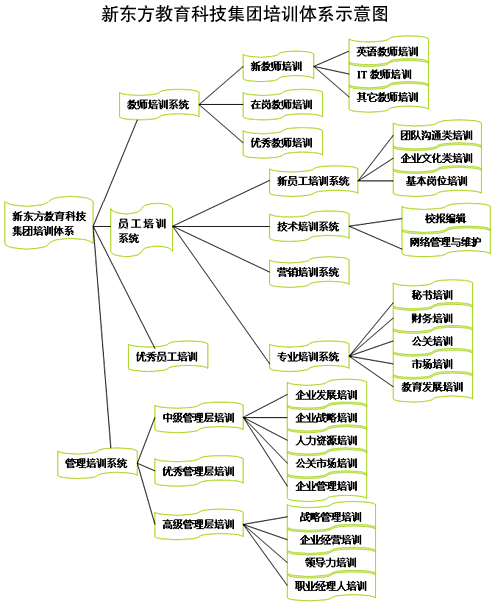 新东方教育科技集团培训体系示意图
新东方教育科技
集团培训体系
教师培训系统
新教师培训
英语教师培训
IT 教师培训
其它教师培训
在岗教师培训
优秀教师培训
员工培训
系统
新员工培训系统
团队沟通类培训
企业文化类培训
基本岗位培训
技术培训系统
校报编辑
网络管理与维护
营销培训系统
专业培训系统
秘书培训
财务培训
公关培训
市场培训
教育发展培训
优秀员工培训
管理培训系统
中级管理层培训
企业发展培训
企业战略培训
人力资源培训
公关市场培训
企业管理培训
优秀管理层培训
高级管理层培训
战略管理培训
企业经营培训
领导力培训
职业经理人培训